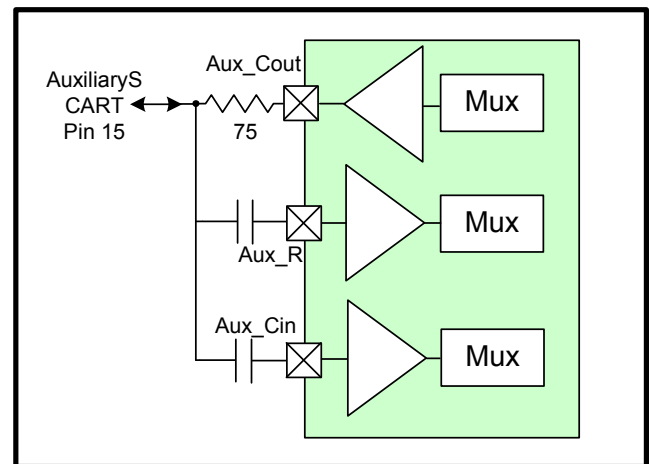 Aux_Cout
AuxiliaryS
CART
Pin 15
75
Mux
Aux_R
Mux
Aux_Cin
Mux